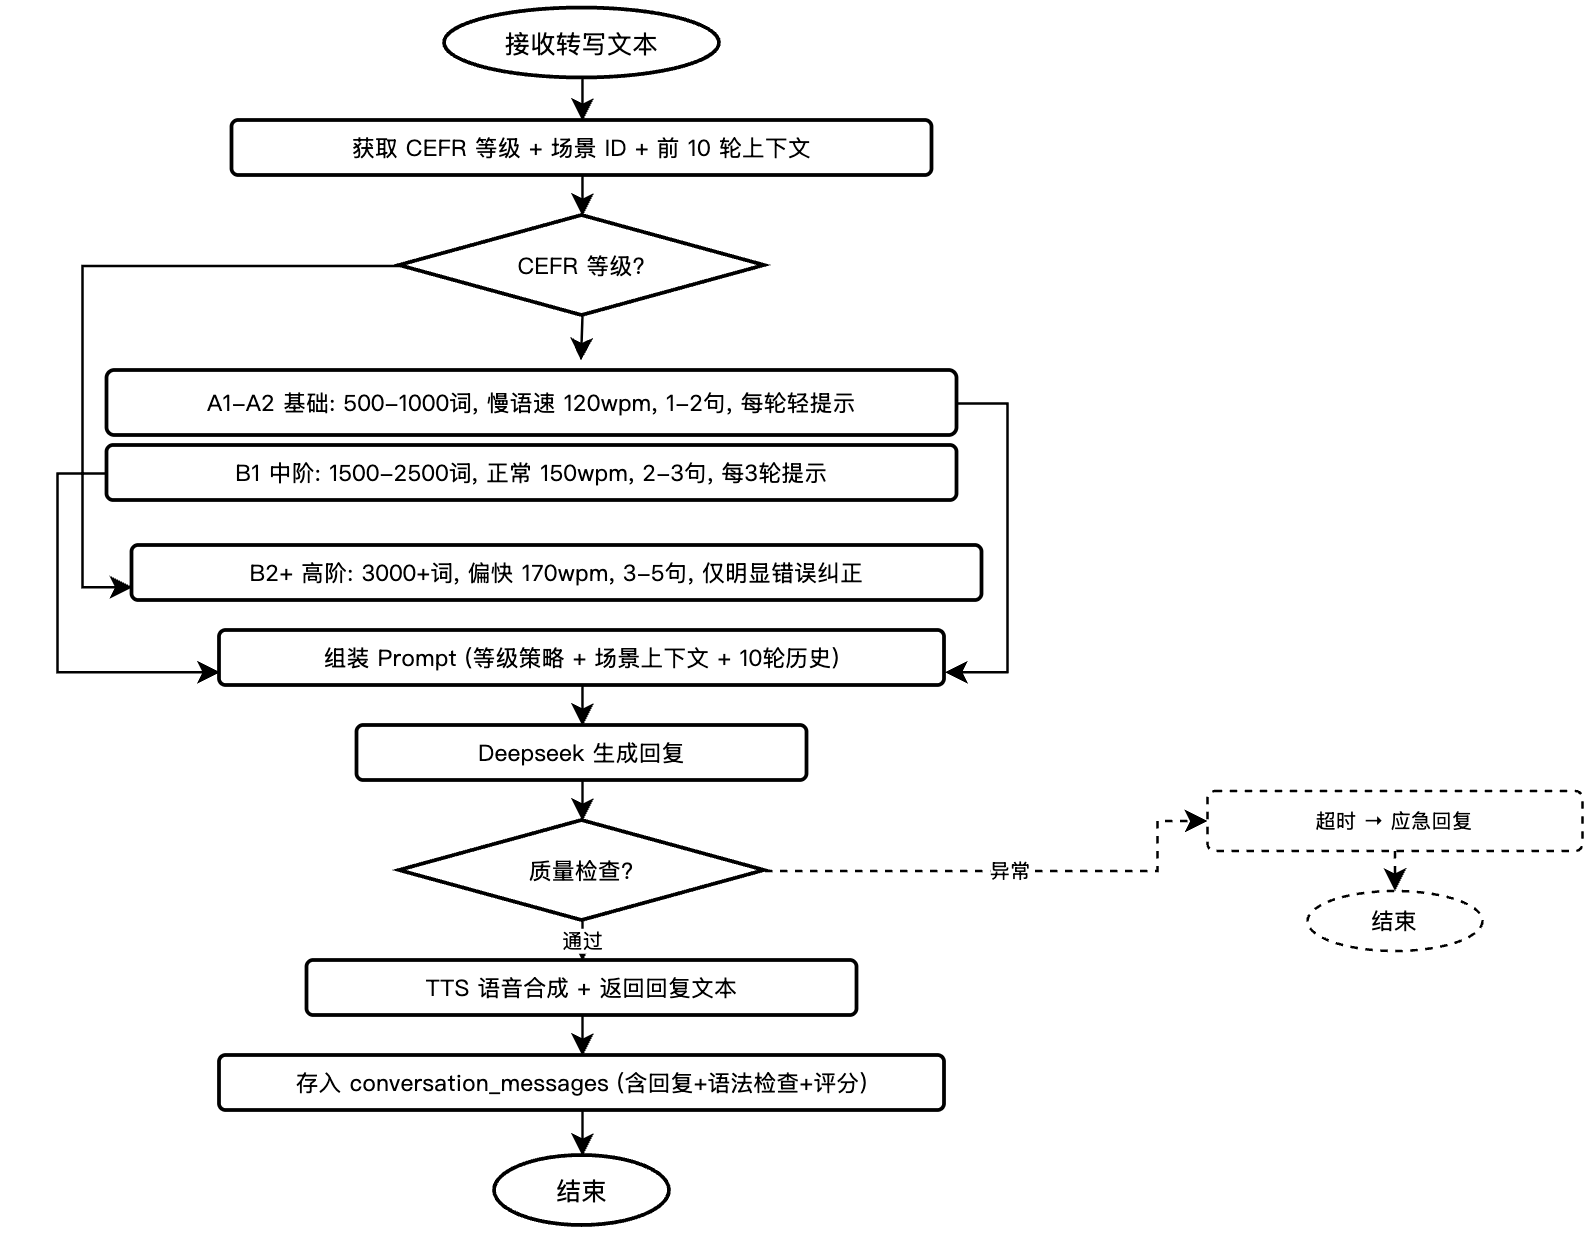 接收转写文本
获取 CEFR 等级 + 场景 ID + 前 10 轮上下文
CEFR 等级?
A1–A2 基础: 500–1000词, 慢语速 120wpm, 1–2句, 每轮轻提示
B1 中阶: 1500–2500词, 正常 150wpm, 2–3句, 每3轮提示
B2+ 高阶: 3000+词, 偏快 170wpm, 3–5句, 仅明显错误纠正
组装 Prompt (等级策略 + 场景上下文 + 10轮历史)
Deepseek 生成回复
质量检查?
异常
超时 → 应急回复
结束
通过
TTS 语音合成 + 返回回复文本
存入 conversation_messages (含回复+语法检查+评分)
结束